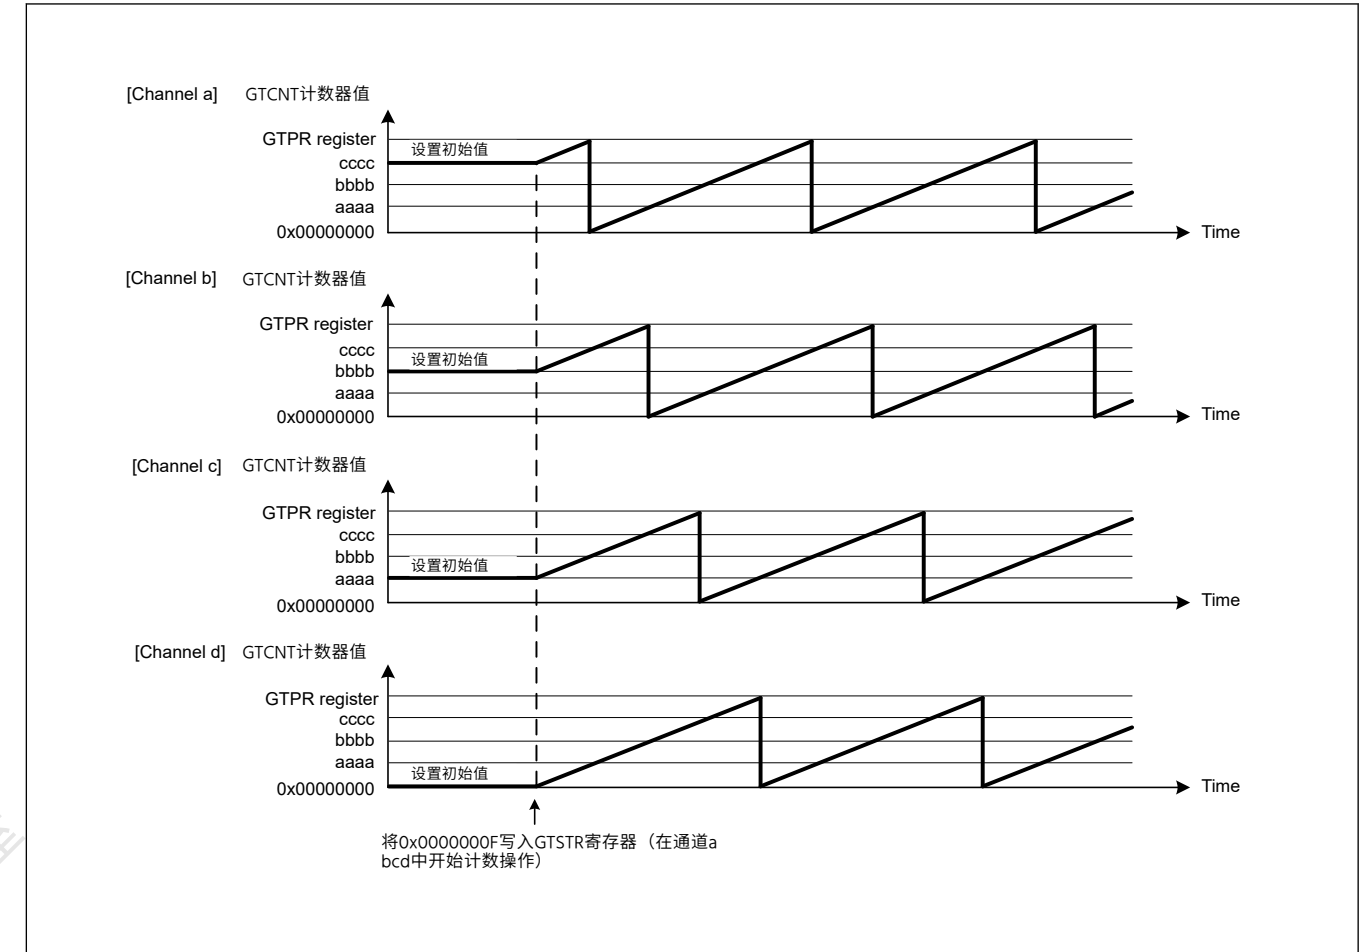 [Channel a] GTCNT计数器值
GTPR register
设置初始值
cccc
bbbb
aaaa
0x00000000
Time
[Channel b] GTCNT计数器值
GTPR register
cccc
设置初始值
bbbb
aaaa
0x00000000
Time
[Channel c] GTCNT计数器值
GTPR register
cccc
bbbb
设置初始值
aaaa
0x00000000
Time
[Channel d] GTCNT计数器值
GTPR register
cccc
bbbb
aaaa
设置初始值
0x00000000
Time
将0x0000000F写入GTSTR寄存器（在通道a
bcd中开始计数操作）